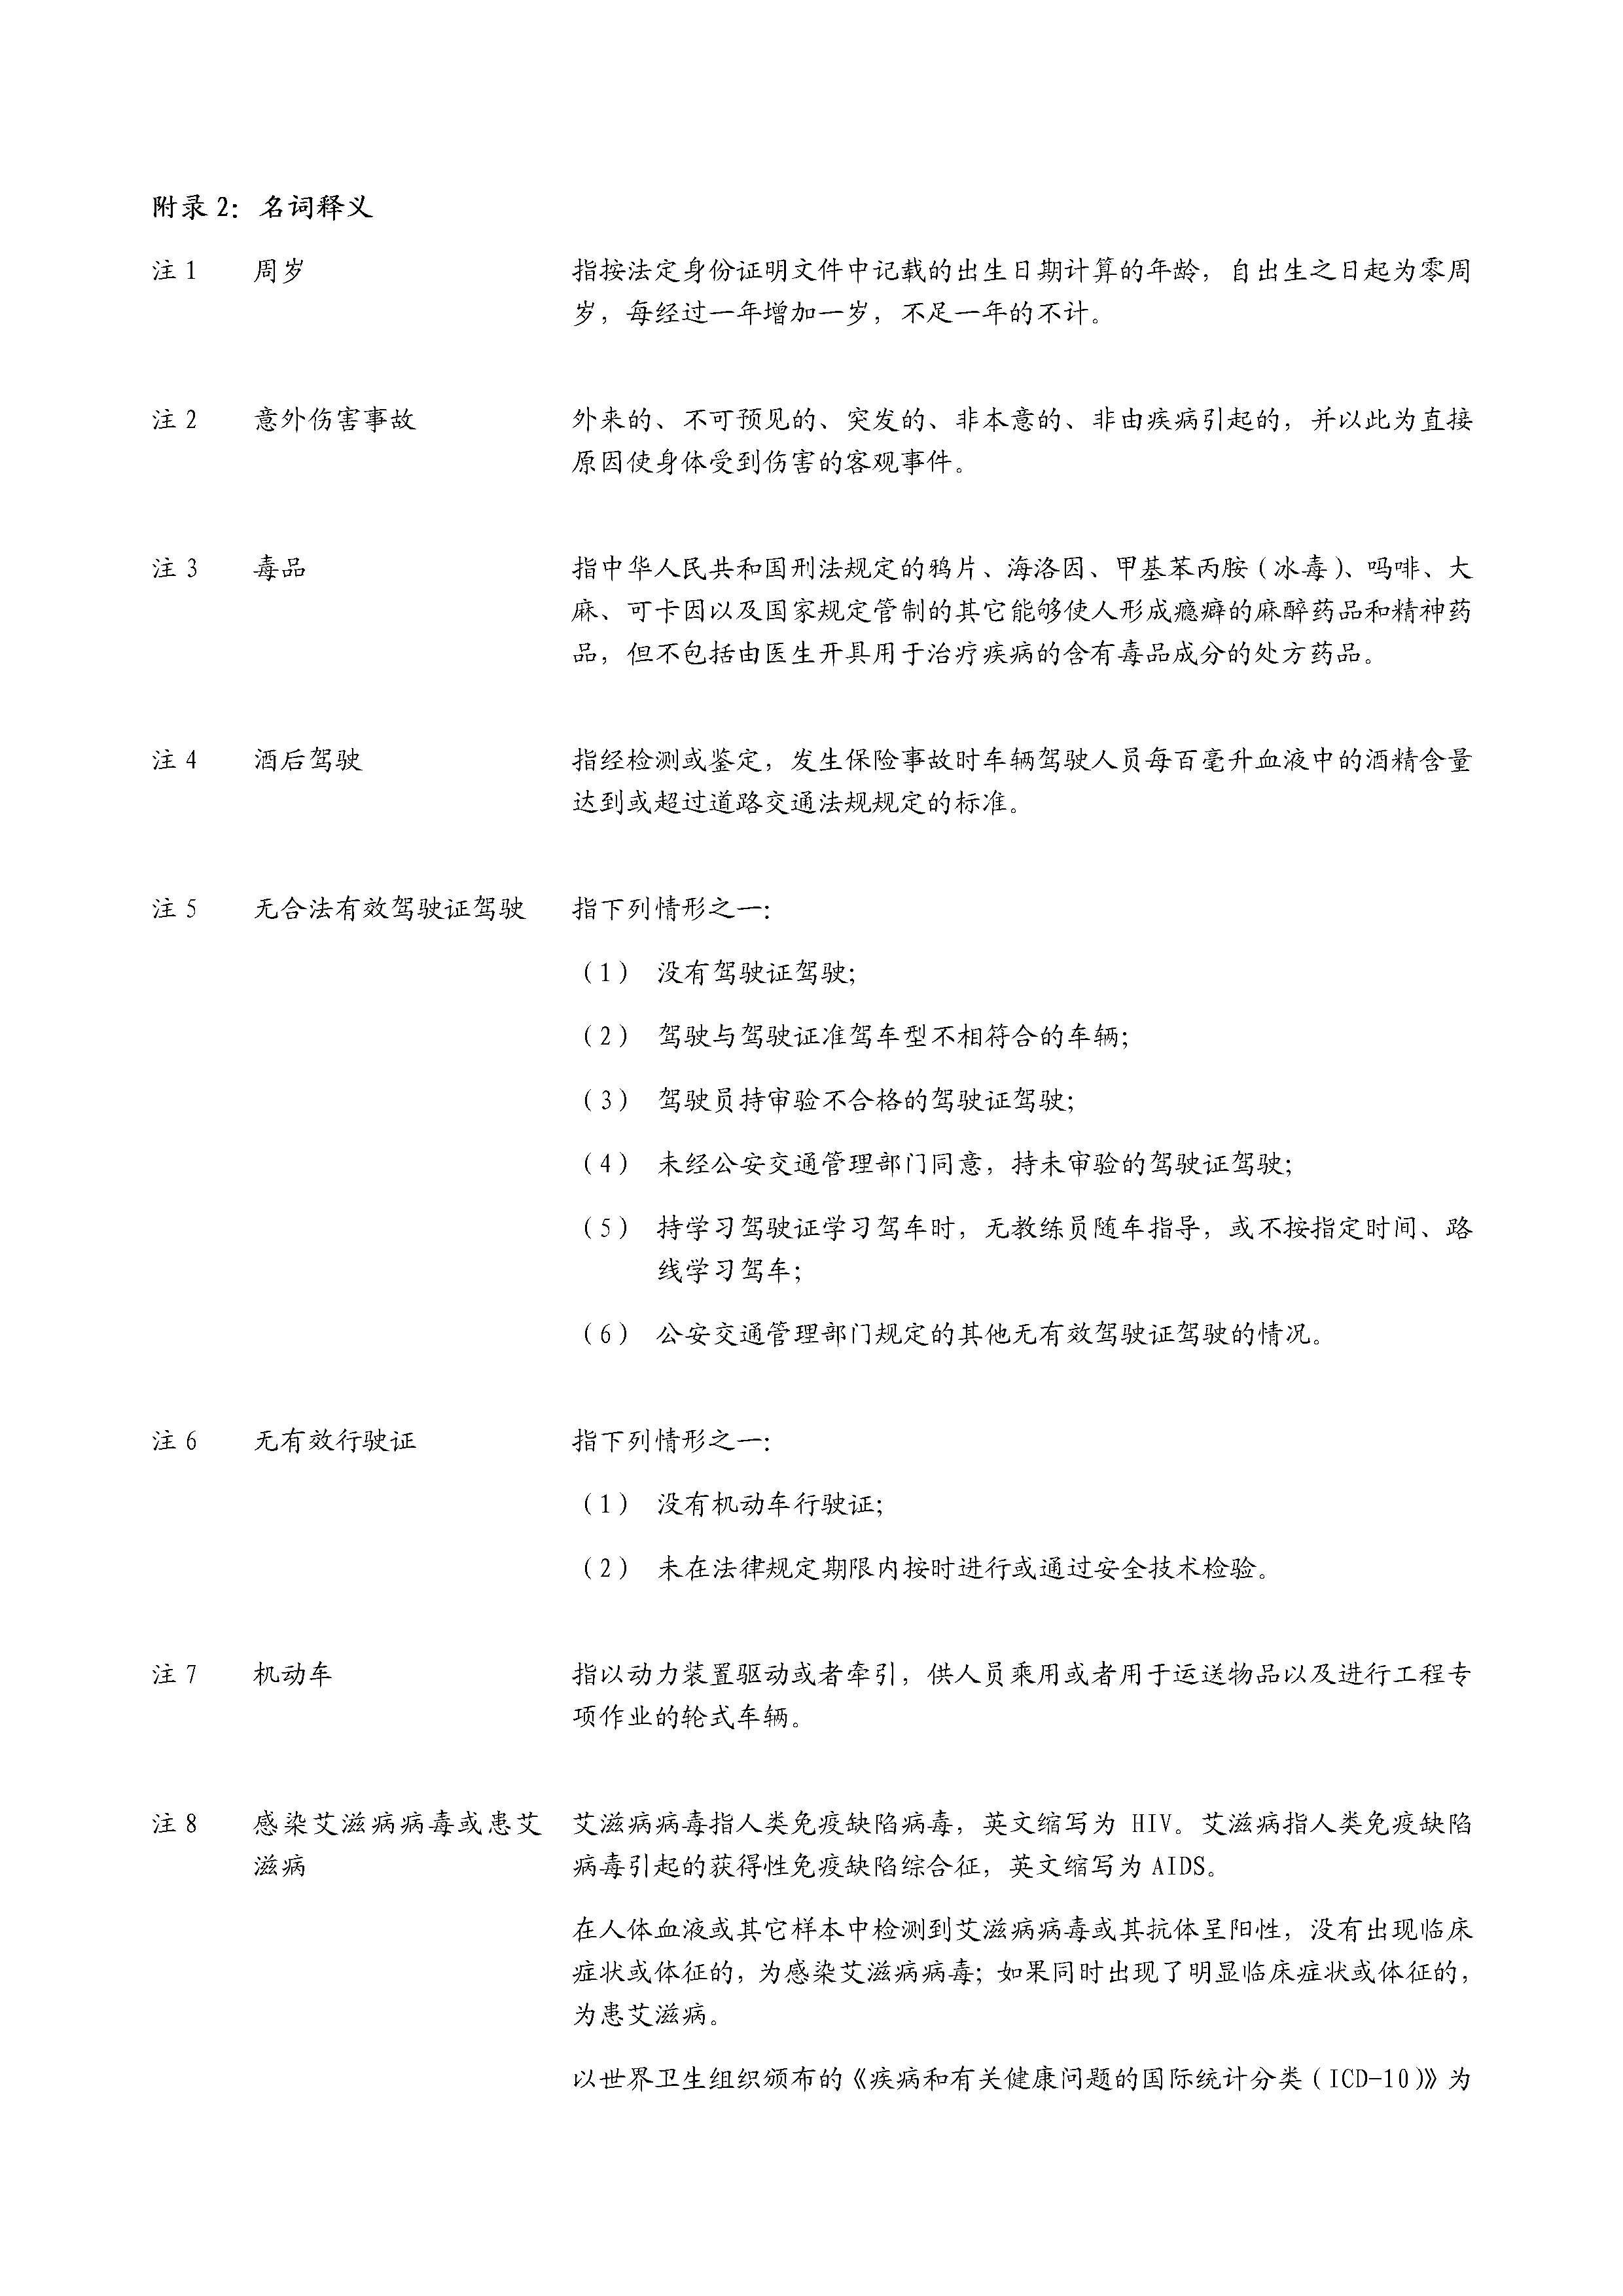 附录 2：名词释义
注 1 周岁 指按法定身份证明文件中记载的出生日期计算的年龄，自出生之日起为零周
岁，每经过一年增加一岁，不足一年的不计。
注 2 意外伤害事故 外来的、不可预见的、突发的、非本意的、非由疾病引起的，并以此为直接
原因使身体受到伤害的客观事件。
注 3 毒品 指中华人民共和国刑法规定的鸦片、海洛因、甲基苯丙胺（冰毒）、吗啡、大
麻、可卡因以及国家规定管制的其它能够使人形成瘾癖的麻醉药品和精神药
品，但不包括由医生开具用于治疗疾病的含有毒品成分的处方药品。
注 4 酒后驾驶 指经检测或鉴定，发生保险事故时车辆驾驶人员每百毫升血液中的酒精含量
达到或超过道路交通法规规定的标准。
注 5 无合法有效驾驶证驾驶 指下列情形之一：
（1） 没有驾驶证驾驶；
（2） 驾驶与驾驶证准驾车型不相符合的车辆；
（3） 驾驶员持审验不合格的驾驶证驾驶；
（4） 未经公安交通管理部门同意，持未审验的驾驶证驾驶；
（5） 持学习驾驶证学习驾车时，无教练员随车指导，或不按指定时间、路
线学习驾车；
（6） 公安交通管理部门规定的其他无有效驾驶证驾驶的情况。
注 6 无有效行驶证 指下列情形之一：
（1） 没有机动车行驶证；
（2） 未在法律规定期限内按时进行或通过安全技术检验。
注 7 机动车 指以动力装置驱动或者牵引，供人员乘用或者用于运送物品以及进行工程专
项作业的轮式车辆。
注 8 感染艾滋病病毒或患艾 艾滋病病毒指人类免疫缺陷病毒，英文缩写为 HIV。艾滋病指人类免疫缺陷
滋病 病毒引起的获得性免疫缺陷综合征，英文缩写为 AIDS。
在人体血液或其它样本中检测到艾滋病病毒或其抗体呈阳性，没有出现临床
症状或体征的，为感染艾滋病病毒；如果同时出现了明显临床症状或体征的，
为患艾滋病。
以世界卫生组织颁布的《疾病和有关健康问题的国际统计分类（ICD-10）》为